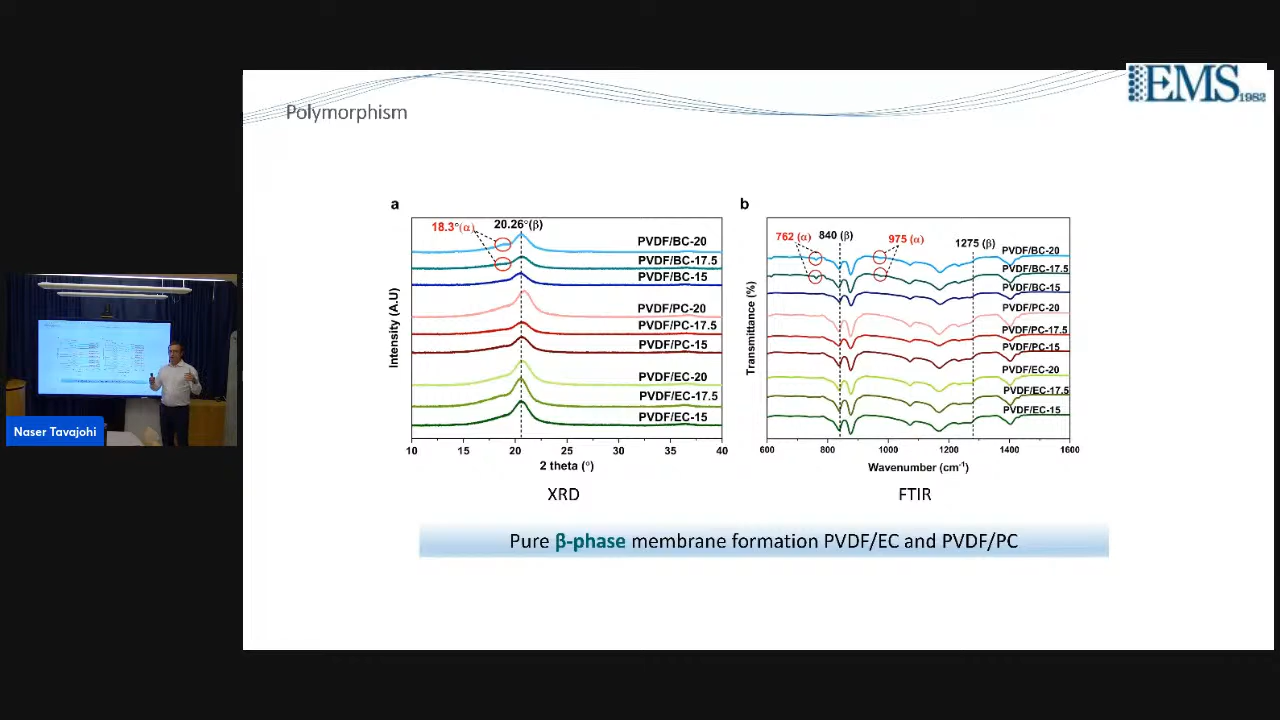 Polymorphism
EMS 1982
a
18.3°(α)
20.26°(β)
PVDF/BC-20
PVDF/BC-17.5
PVDF/BC-15
PVDF/PC-20
PVDF/PC-17.5
PVDF/PC-15
PVDF/EC-20
PVDF/EC-17.5
PVDF/EC-15
Intensity (A.U)
10 15 20 25 30 35 40
2 theta (°)
XRD
b
762 (α)
840 (β)
975 (α)
1275 (β)
PVDF/BC-20
PVDF/BC-17.5
PVDF/BC-15
PVDF/PC-20
PVDF/PC-17.5
PVDF/PC-15
PVDF/EC-20
PVDF/EC-17.5
PVDF/EC-15
Transmittance (%)
600 800 1000 1200 1400 1600
Wavenumber (cm⁻¹)
FTIR
Pure β-phase membrane formation PVDF/EC and PVDF/PC
Naser Tavajohi